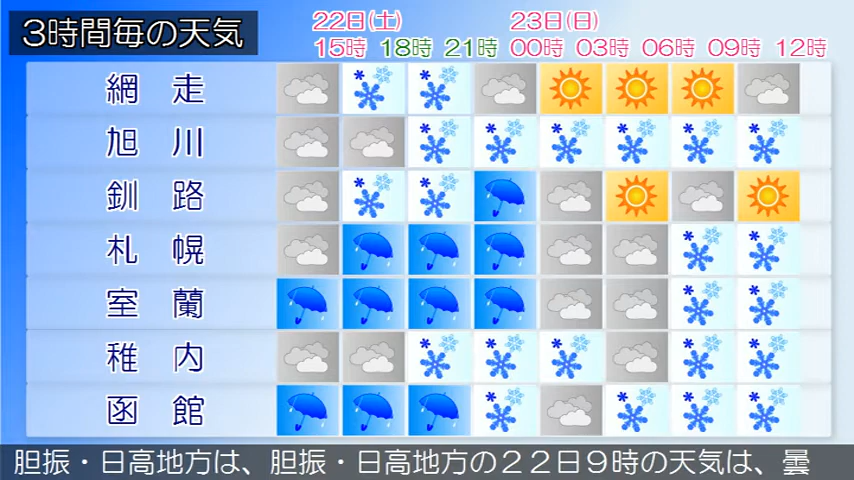 3時間毎の天気
22日(土) 23日(日)
15時 18時 21時 00時 03時 06時 09時 12時
網 走
旭 川
釧 路
札 幌
室 蘭
稚 内
函 館
胆振・日高地方は、胆振・日高地方の２２日９時の天気は、曇